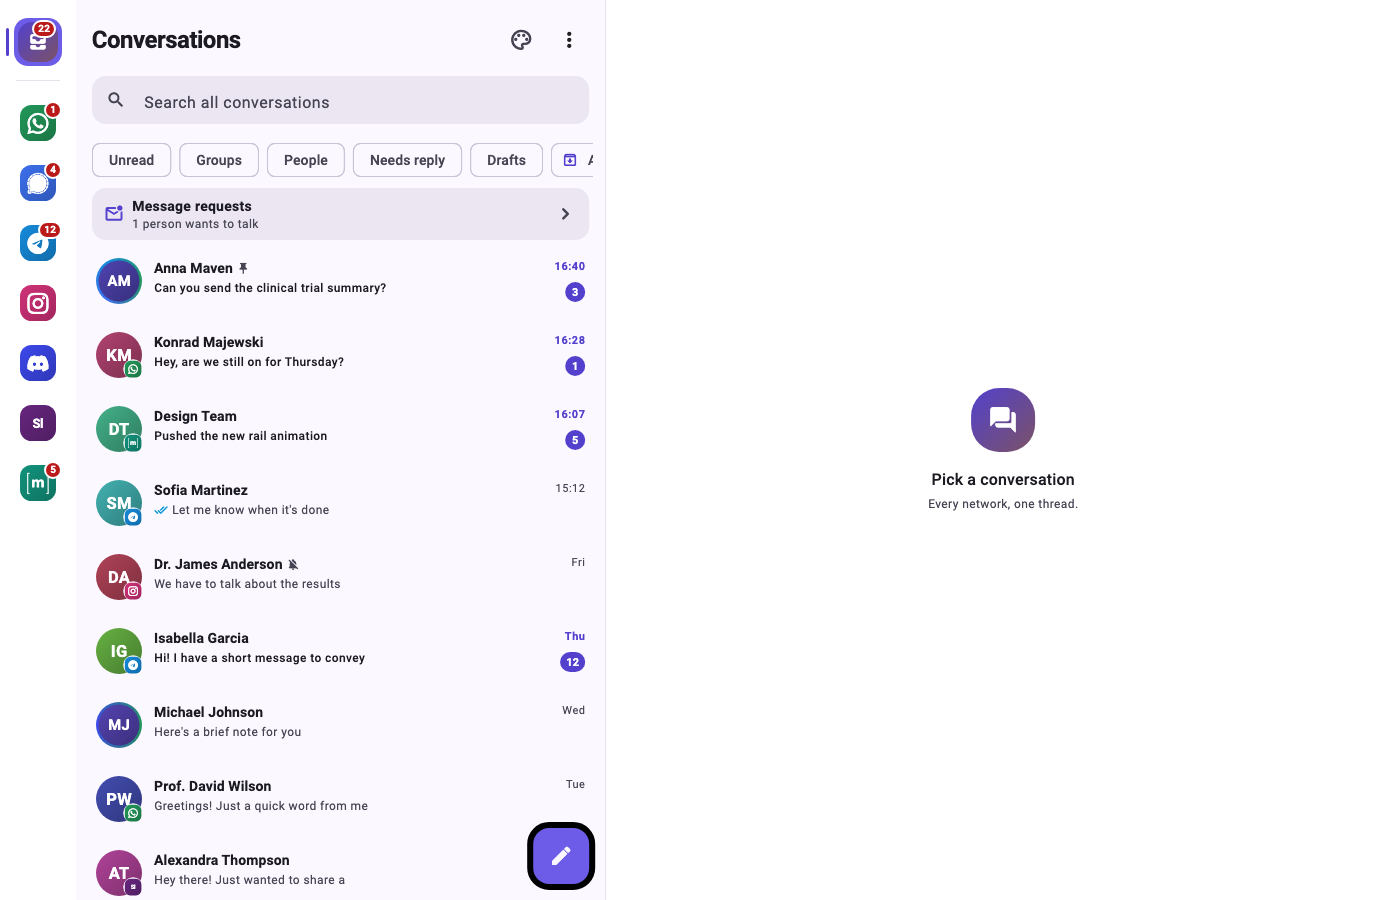 22
Conversations
Search all conversations
1
Unread
Groups
People
Needs reply
Drafts
4
Message requests
1 person wants to talk
12
Anna Maven
16:40
AM
Can you send the clinical trial summary?
3
Konrad Majewski
16:28
KM
Hey, are we still on for Thursday?
1
Design Team
16:07
DT
Pushed the new rail animation
5
[m]
SI
5
[m]
Sofia Martinez
15:12
SM
Let me know when it's done
Dr. James Anderson
Fri
DA
We have to talk about the results
Isabella Garcia
Thu
IG
Hi! I have a short message to convey
12
Michael Johnson
Wed
MJ
Here's a brief note for you
Prof. David Wilson
Tue
PW
Greetings! Just a quick word from me
Alexandra Thompson
AT
Hey there! Just wanted to share a
SI
Pick a conversation
Every network, one thread.